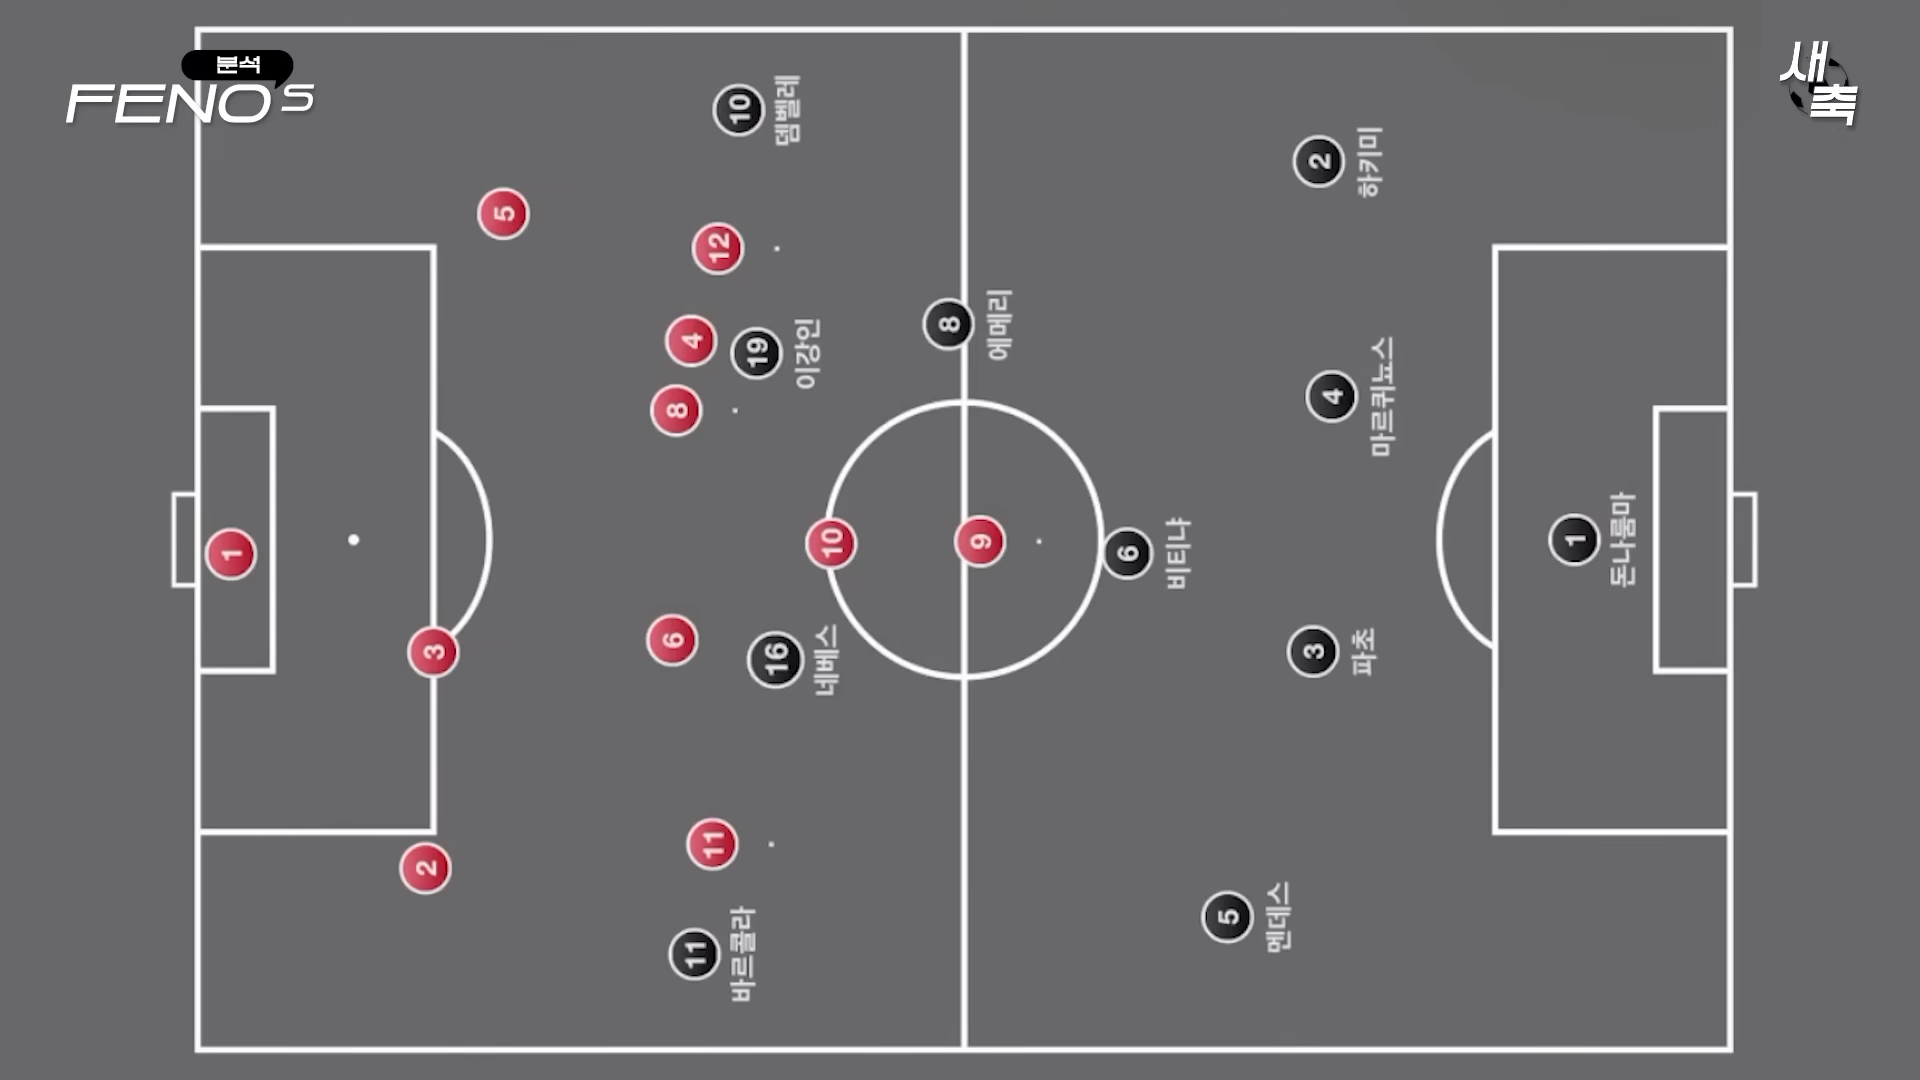 분석
FENO's
새축
10
뎀벨레
2
하키미
5
12
4
19
이강인
8
에메리
8
4
마르퀴뇨스
1
10
9
6
비티냐
1
돈나룸마
3
6
16
네베스
3
파초
2
11
5
멘데스
11
바르콜라